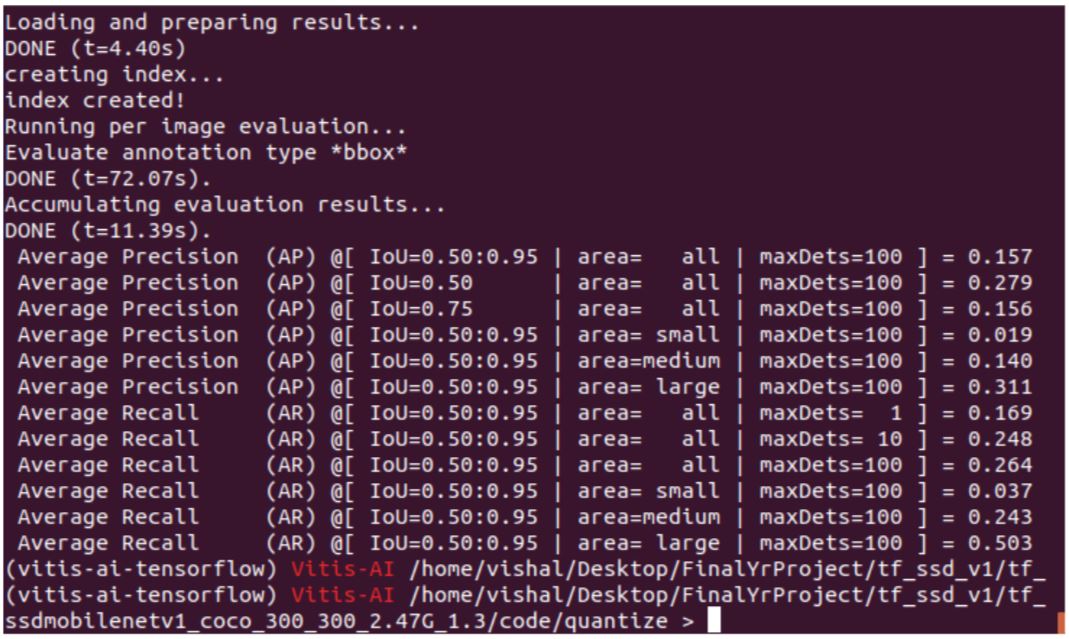 Loading and preparing results...
DONE (t=4.40s)
creating index...
index created!
Running per image evaluation...
Evaluate annotation type *bbox*
DONE (t=72.07s).
Accumulating evaluation results...
DONE (t=11.39s).
 Average Precision  (AP) @[ IoU=0.50:0.95 | area=   all | maxDets=100 ] = 0.157
 Average Precision  (AP) @[ IoU=0.50      | area=   all | maxDets=100 ] = 0.279
 Average Precision  (AP) @[ IoU=0.75      | area=   all | maxDets=100 ] = 0.156
 Average Precision  (AP) @[ IoU=0.50:0.95 | area= small | maxDets=100 ] = 0.019
 Average Precision  (AP) @[ IoU=0.50:0.95 | area=medium | maxDets=100 ] = 0.140
 Average Precision  (AP) @[ IoU=0.50:0.95 | area= large | maxDets=100 ] = 0.311
 Average Recall     (AR) @[ IoU=0.50:0.95 | area=   all | maxDets=  1 ] = 0.169
 Average Recall     (AR) @[ IoU=0.50:0.95 | area=   all | maxDets= 10 ] = 0.248
 Average Recall     (AR) @[ IoU=0.50:0.95 | area=   all | maxDets=100 ] = 0.264
 Average Recall     (AR) @[ IoU=0.50:0.95 | area= small | maxDets=100 ] = 0.037
 Average Recall     (AR) @[ IoU=0.50:0.95 | area=medium | maxDets=100 ] = 0.243
 Average Recall     (AR) @[ IoU=0.50:0.95 | area= large | maxDets=100 ] = 0.503
(vitis-ai-tensorflow) Vitis-AI /home/vishal/Desktop/FinalYrProject/tf_ssd_v1/tf_
(vitis-ai-tensorflow) Vitis-AI /home/vishal/Desktop/FinalYrProject/tf_ssd_v1/tf_
ssdmobilenetv1_coco_300_300_2.47G_1.3/code/quantize >